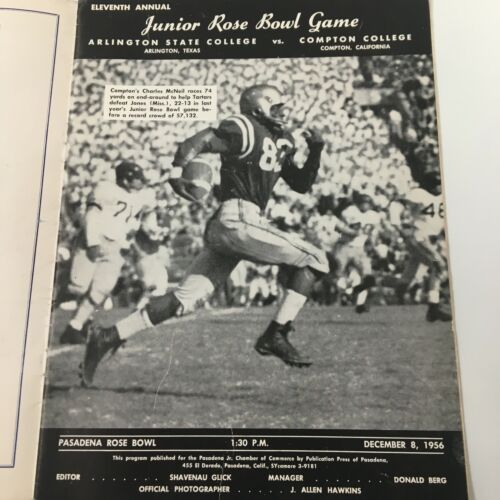 ELEVENTH ANNUAL
Junior Rose Bowl Game
ARLINGTON STATE COLLEGE vs. COMPTON COLLEGE
ARLINGTON, TEXAS COMPTON, CALIFORNIA
Compton's Charles McNeil races 74
yards on end-around to help Tartars
defeat Jones (Miss.), 22-13 in last
year's Junior Rose Bowl game be-
fore a record crowd of 57,132.
82
74
48
PASADENA ROSE BOWL 1:30 P.M. DECEMBER 8, 1956
This program published for the Pasadena Jr. Chamber of Commerce by Publication Press of Pasadena,
455 El Dorado, Pasadena, Calif., SYcamore 3-9181
EDITOR SHAVENAU GLICK MANAGER DONALD BERG
OFFICIAL PHOTOGRAPHER J. ALLEN HAWKINS